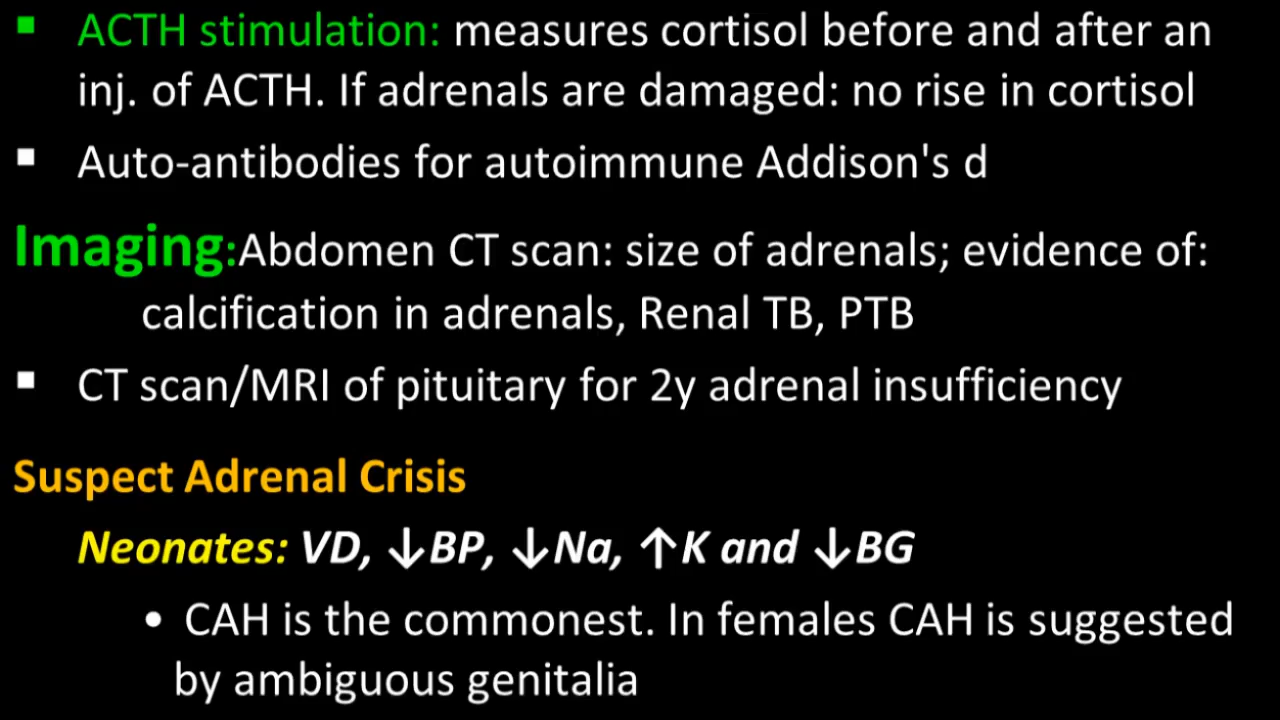 ▪ ACTH stimulation: measures cortisol before and after an
inj. of ACTH. If adrenals are damaged: no rise in cortisol
▪ Auto-antibodies for autoimmune Addison's d
Imaging:Abdomen CT scan: size of adrenals; evidence of:
calcification in adrenals, Renal TB, PTB
▪ CT scan/MRI of pituitary for 2y adrenal insufficiency
Suspect Adrenal Crisis
Neonates: VD, ↓BP, ↓Na, ↑K and ↓BG
• CAH is the commonest. In females CAH is suggested
by ambiguous genitalia